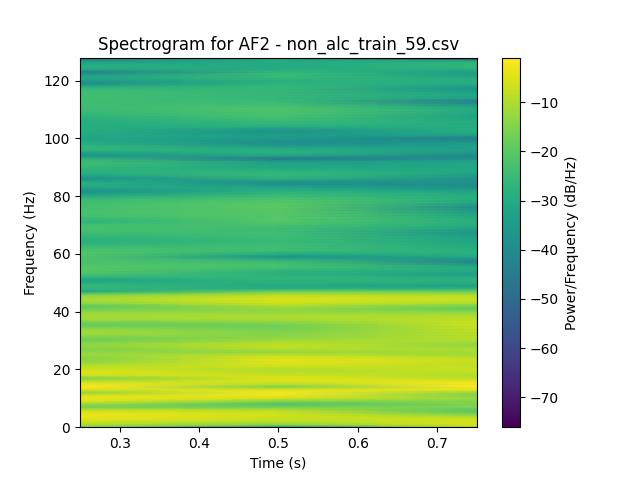 Spectrogram for AF2 - non_alc_train_59.csv
Frequency (Hz)
120
100
80
60
40
20
0
0.3 0.4 0.5 0.6 0.7
Time (s)
−10
−20
−30
−40
−50
−60
−70
Power/Frequency (dB/Hz)